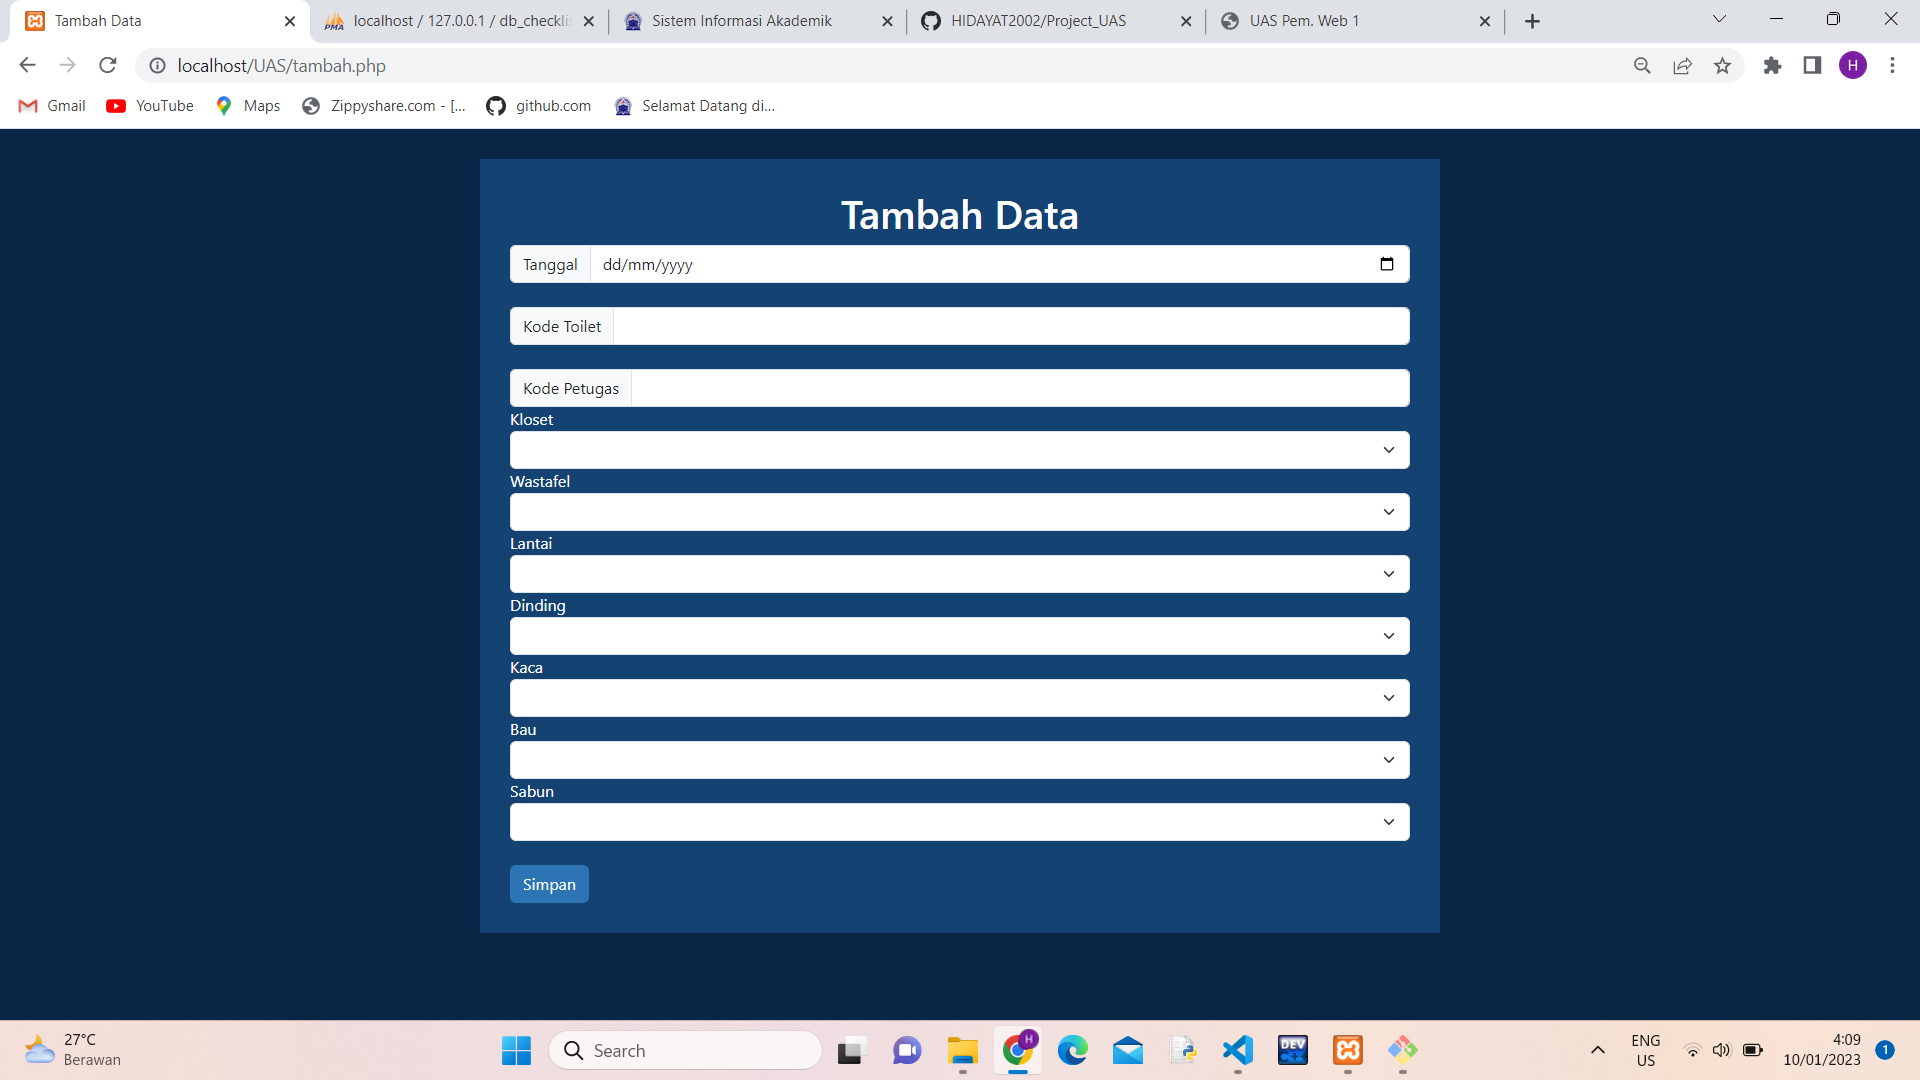 Tambah Data
localhost / 127.0.0.1 / db_checklis
Sistem Informasi Akademik
HIDAYAT2002/Project_UAS
UAS Pem. Web 1
localhost/UAS/tambah.php
H
Gmail
YouTube
Maps
Zippyshare.com - [...
github.com
Selamat Datang di...
Tambah Data
Tanggal
dd/mm/yyyy
Kode Toilet
Kode Petugas
Kloset
Wastafel
Lantai
Dinding
Kaca
Bau
Sabun
Simpan
27°C
Berawan
Search
H
DEV
ENG
US
4:09
10/01/2023
1